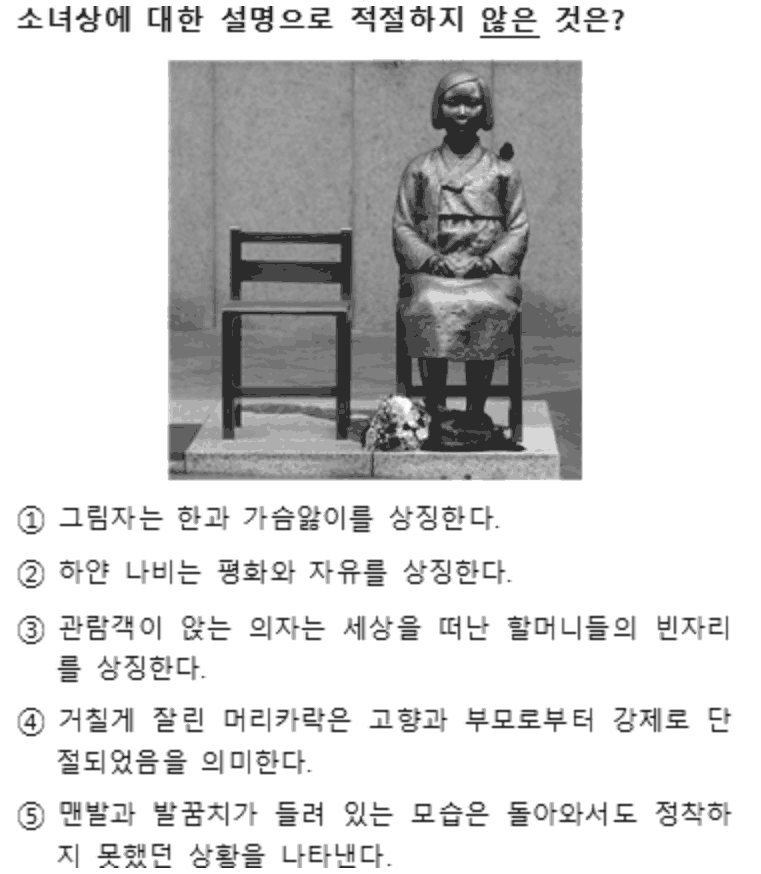 소녀상에 대한 설명으로 적절하지 않은 것은?
① 그림자는 한과 가슴앓이를 상징한다.
② 하얀 나비는 평화와 자유를 상징한다.
③ 관람객이 앉는 의자는 세상을 떠난 할머니들의 빈자리
를 상징한다.
④ 거칠게 잘린 머리카락은 고향과 부모로부터 강제로 단
절되었음을 의미한다.
⑤ 맨발과 발꿈치가 들려 있는 모습은 돌아와서도 정착하
지 못했던 상황을 나타낸다.